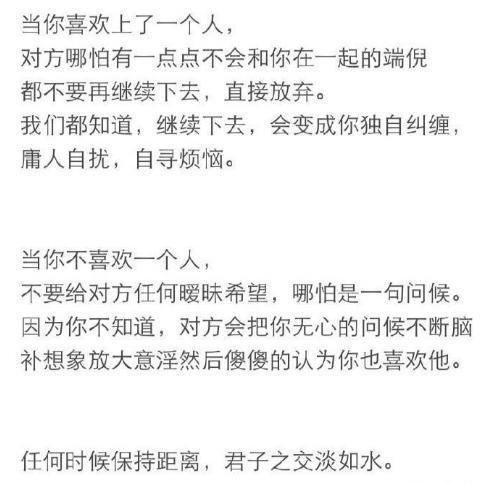 当你喜欢上了一个人，
对方哪怕有一点点不会和你在一起的端倪
都不要再继续下去，直接放弃。
我们都知道，继续下去，会变成你独自纠缠，
庸人自扰，自寻烦恼。
当你不喜欢一个人，
不要给对方任何暧昧希望，哪怕是一句问候。
因为你不知道，对方会把你无心的问候不断脑
补想象放大意淫然后傻傻的认为你也喜欢他。
任何时候保持距离，君子之交淡如水。